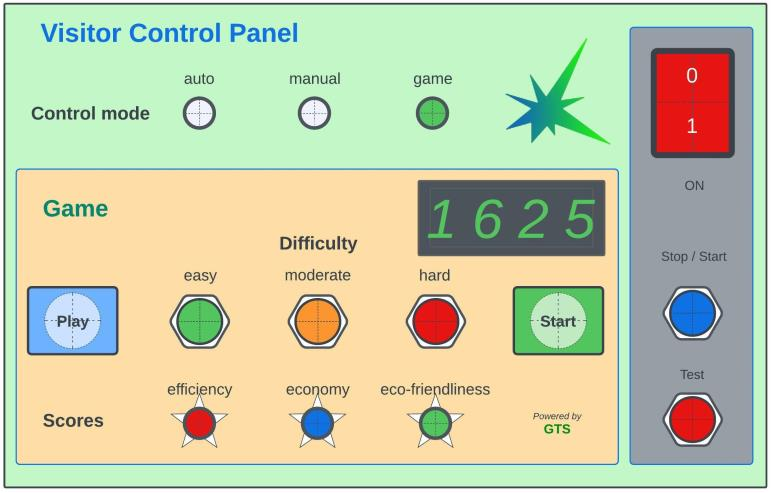 Visitor Control Panel
auto manual game
Control mode
Game
1625
Difficulty
easy moderate hard
Play
Start
efficiency economy eco-friendliness
Scores
Powered by
GTS
0
1
ON
Stop / Start
Test